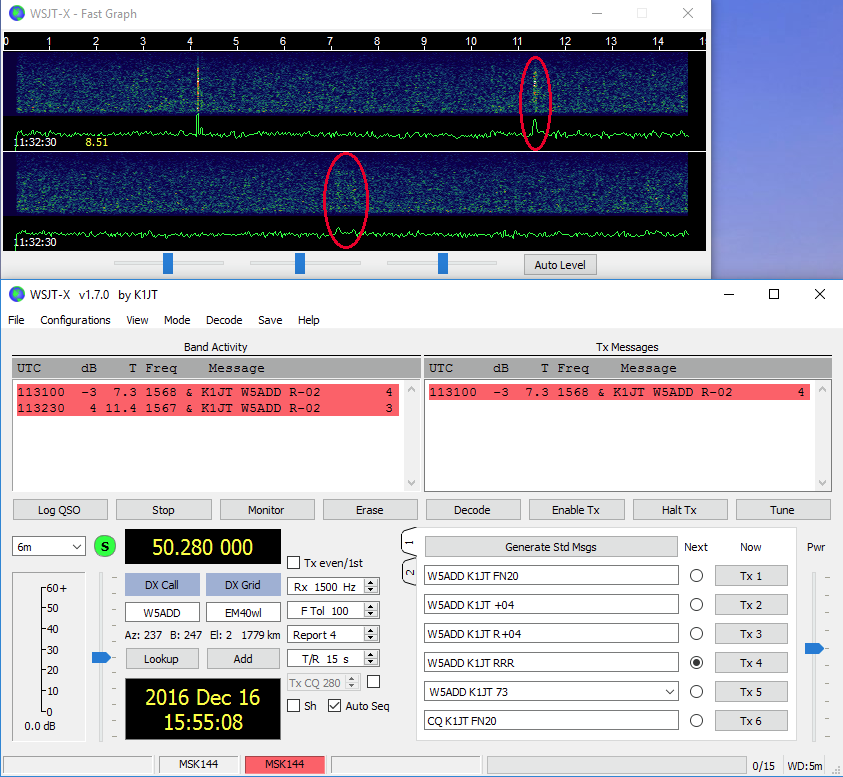 WSJT-X - Fast Graph
0 1 2 3 4 5 6 7 8 9 10 11 12 13 14 1
11:32:30 8.51
11:32:30
Auto Level
WSJT-X v1.7.0 by K1JT
File Configurations View Mode Decode Save Help
Band Activity
UTC dB T Freq Message
113100 -3 7.3 1568 & K1JT W5ADD R-02 4
113230 4 11.4 1567 & K1JT W5ADD R-02 3
Tx Messages
UTC dB T Freq Message
113100 -3 7.3 1568 & K1JT W5ADD R-02 4
Log QSO Stop Monitor Erase Decode Enable Tx Halt Tx Tune
6m
S
50.280 000
Tx even/1st
DX Call DX Grid
Rx 1500 Hz
W5ADD EM40wl
F Tol 100
Az: 237 B: 247 El: 2 1779 km
Report 4
Lookup Add
T/R 15 s
Tx CQ 280
2016 Dec 16
15:55:08
Sh Auto Seq
60+
50
40
30
20
10
0
0.0 dB
1
2
Generate Std Msgs Next Now Pwr
W5ADD K1JT FN20 Tx 1
W5ADD K1JT +04 Tx 2
W5ADD K1JT R+04 Tx 3
W5ADD K1JT RRR Tx 4
W5ADD K1JT 73 Tx 5
CQ K1JT FN20 Tx 6
MSK144 MSK144 0/15 WD:5m